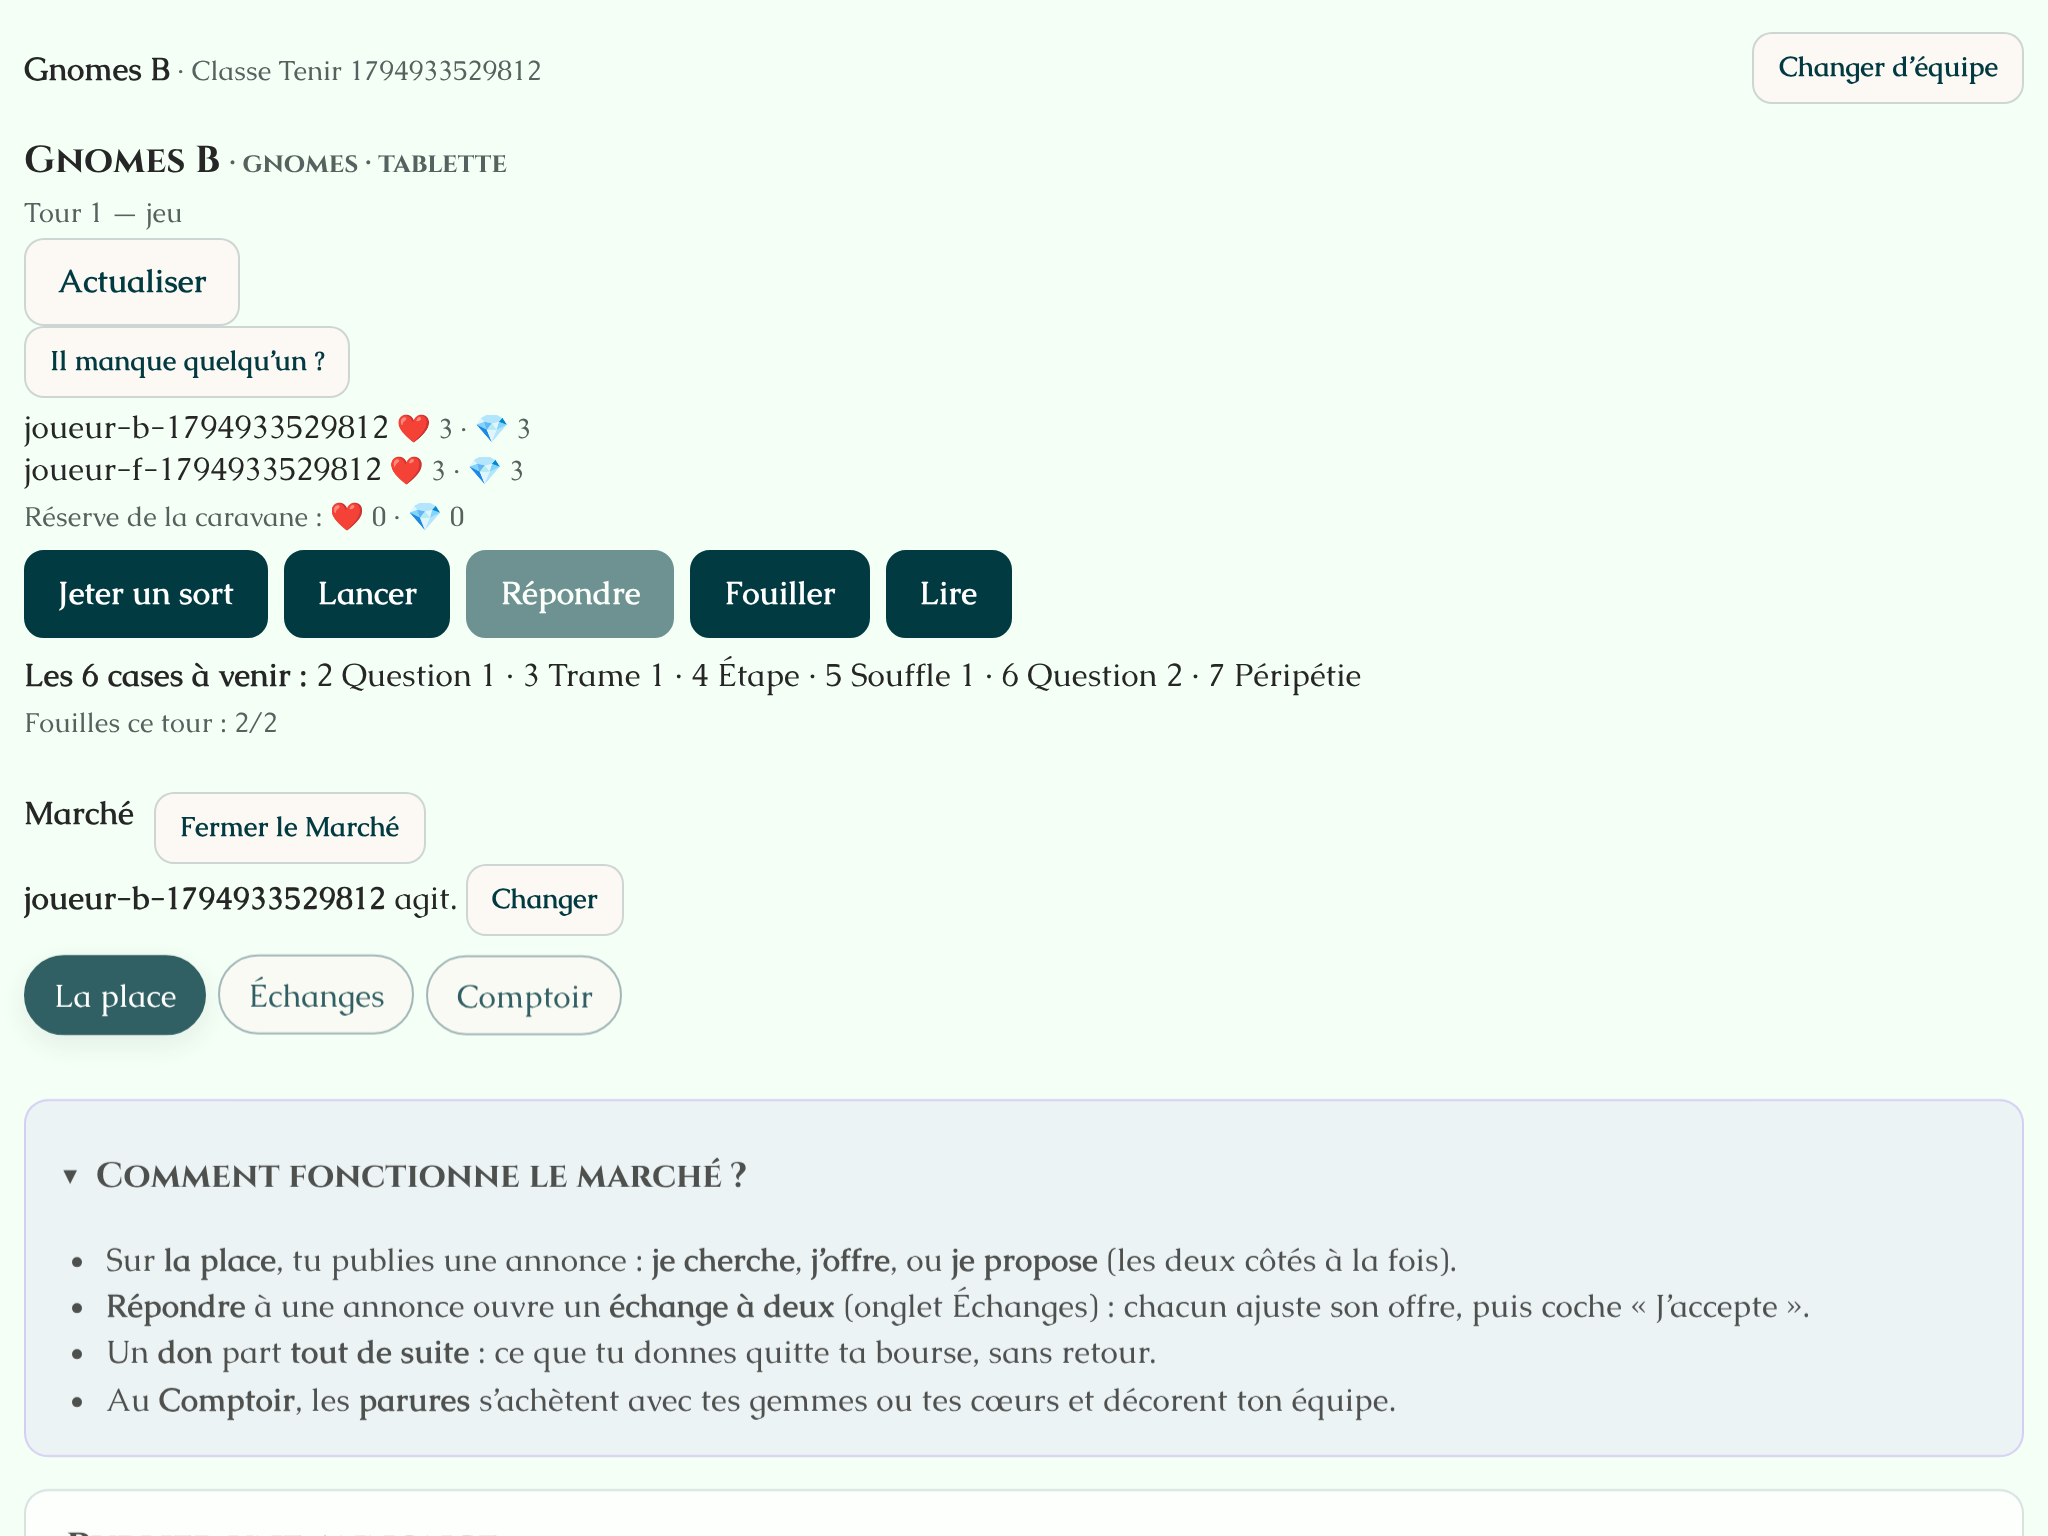 Gnomes B · Classe Tenir 1794933529812
Changer d’équipe
Gnomes B · gnomes · tablette
Tour 1 — jeu
Actualiser
Il manque quelqu’un ?
joueur-b-1794933529812 ❤️ 3 · 💎 3
joueur-f-1794933529812 ❤️ 3 · 💎 3
Réserve de la caravane : ❤️ 0 · 💎 0
Jeter un sort
Lancer
Répondre
Fouiller
Lire
Les 6 cases à venir : 2 Question 1 · 3 Trame 1 · 4 Étape · 5 Souffle 1 · 6 Question 2 · 7 Péripétie
Fouilles ce tour : 2/2
Marché
Fermer le Marché
joueur-b-1794933529812 agit.
Changer
La place
Échanges
Comptoir
▼ Comment fonctionne le marché ?
• Sur la place, tu publies une annonce : je cherche, j’offre, ou je propose (les deux côtés à la fois).
• Répondre à une annonce ouvre un échange à deux (onglet Échanges) : chacun ajuste son offre, puis coche « J’accepte ».
• Un don part tout de suite : ce que tu donnes quitte ta bourse, sans retour.
• Au Comptoir, les parures s’achètent avec tes gemmes ou tes cœurs et décorent ton équipe.